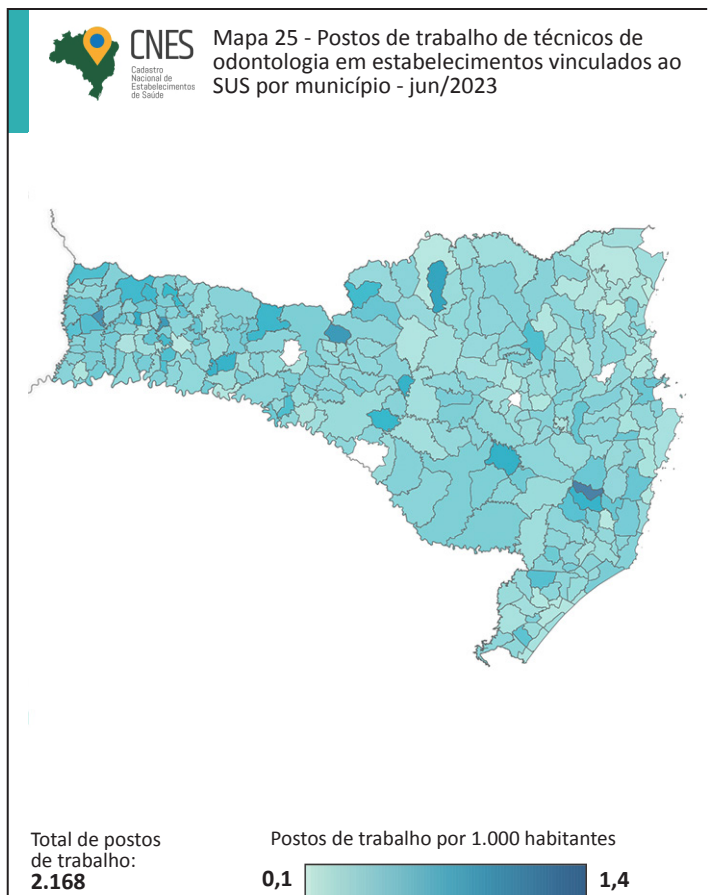 CNES
Cadastro
Nacional de
Estabelecimentos
de Saúde
Mapa 25 - Postos de trabalho de técnicos de
odontologia em estabelecimentos vinculados ao
SUS por município - jun/2023
Total de postos
de trabalho:
2.168
Postos de trabalho por 1.000 habitantes
0,1
1,4